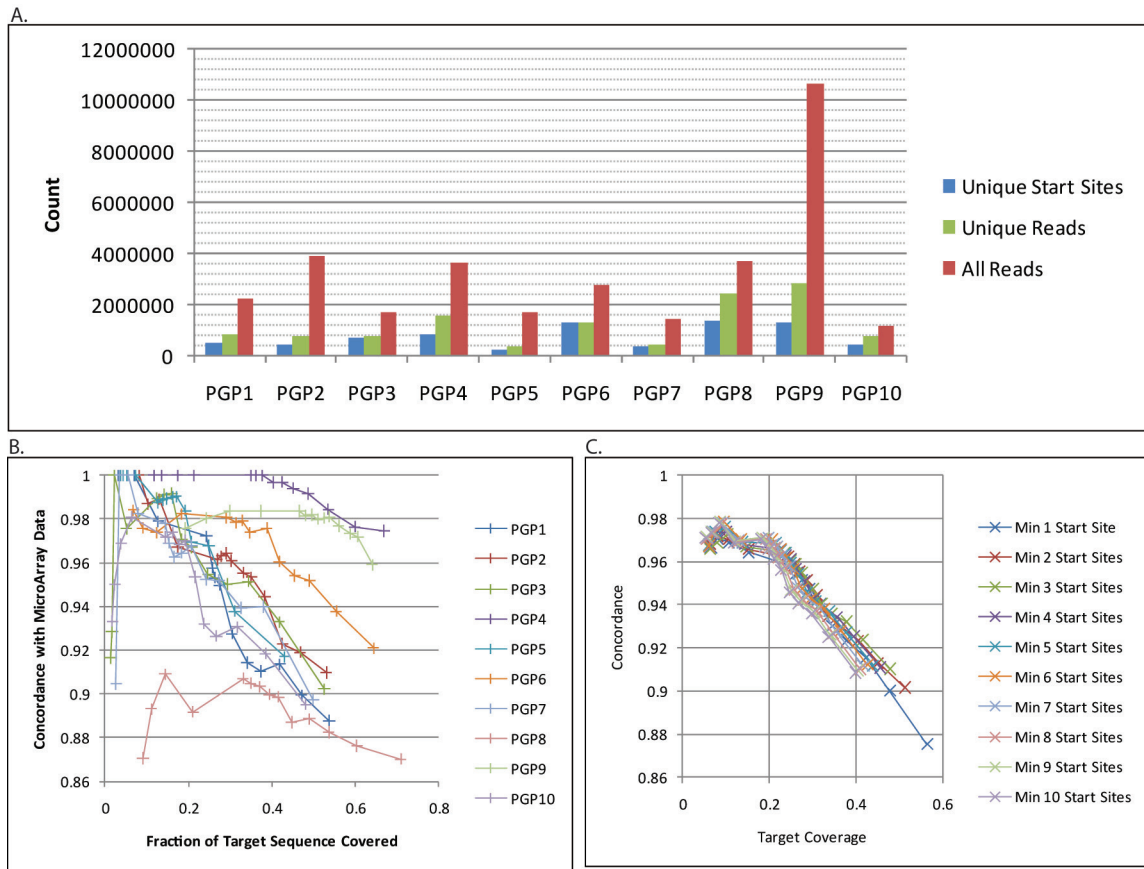 A.
12000000
10000000
8000000
6000000
4000000
2000000
0
Count
PGP1 PGP2 PGP3 PGP4 PGP5 PGP6 PGP7 PGP8 PGP9 PGP10
Unique Start Sites
Unique Reads
All Reads
B.
1
0.98
0.96
0.94
0.92
0.9
0.88
0.86
Concordance with MicroArray Data
0 0.2 0.4 0.6 0.8
Fraction of Target Sequence Covered
PGP1
PGP2
PGP3
PGP4
PGP5
PGP6
PGP7
PGP8
PGP9
PGP10
C.
1
0.98
0.96
0.94
0.92
0.9
0.88
0.86
Concordance
0 0.2 0.4 0.6
Target Coverage
Min 1 Start Site
Min 2 Start Sites
Min 3 Start Sites
Min 4 Start Sites
Min 5 Start Sites
Min 6 Start Sites
Min 7 Start Sites
Min 8 Start Sites
Min 9 Start Sites
Min 10 Start Sites